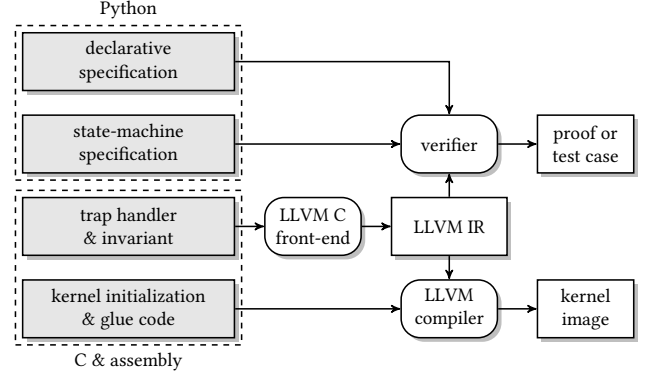 Python
declarative
specification
state-machine
specification
verifier
proof or
test case
trap handler
& invariant
LLVM C
front-end
LLVM IR
kernel initialization
& glue code
LLVM
compiler
kernel
image
C & assembly